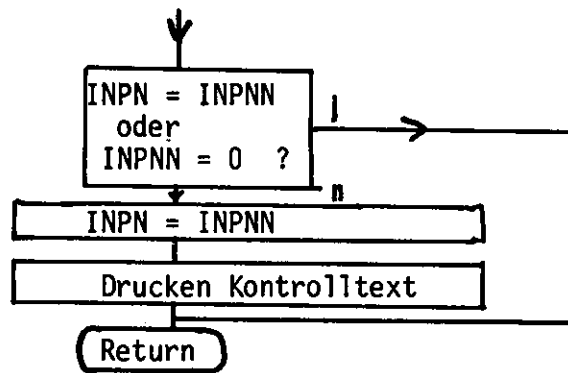 INPN = INPNN
oder
INPNN = 0 ?
j
n
INPN = INPNN
Drucken Kontrolltext
Return